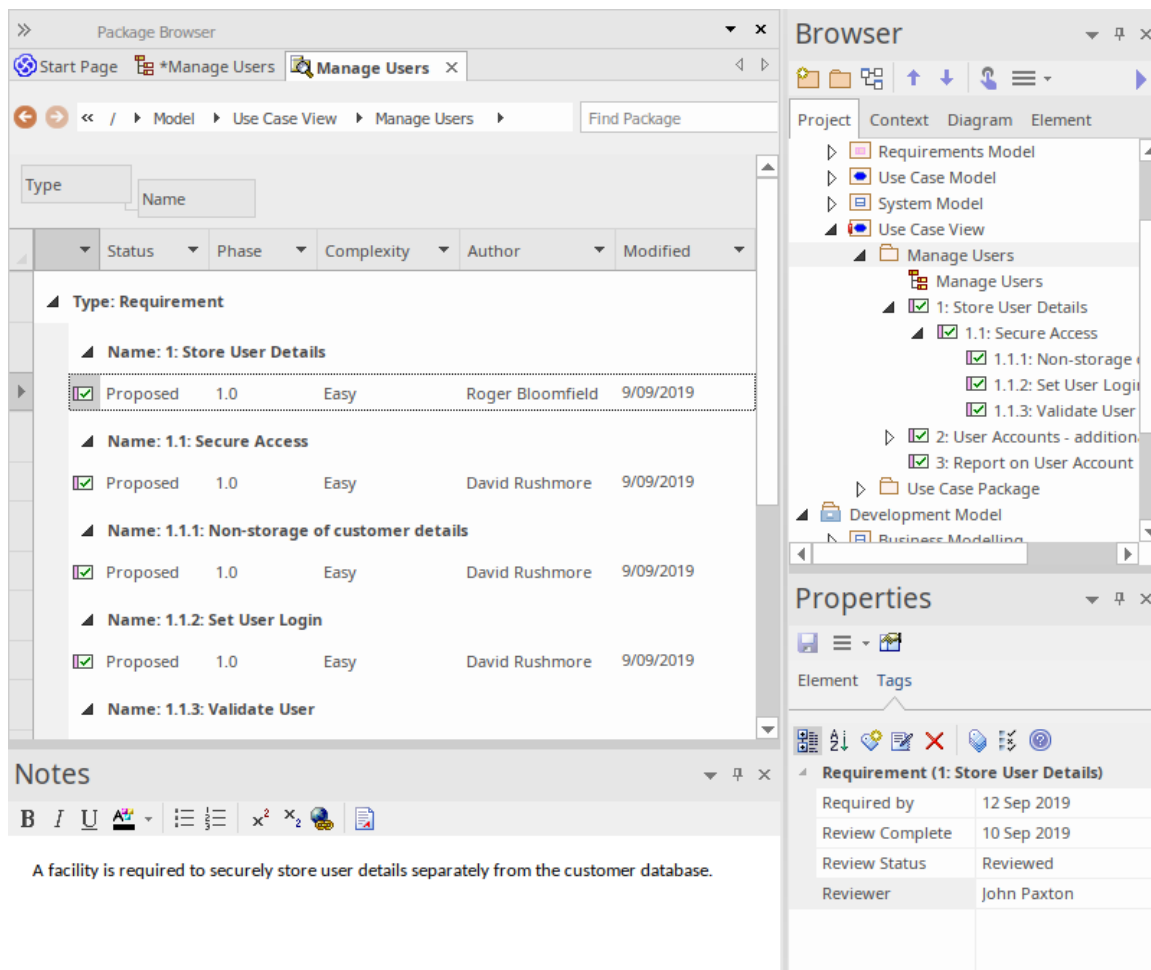 Package Browser
Start Page *Manage Users Manage Users
« / Model Use Case View Manage Users Find Package
Type
Name
Status Phase Complexity Author Modified
Type: Requirement
Name: 1: Store User Details
Proposed 1.0 Easy Roger Bloomfield 9/09/2019
Name: 1.1: Secure Access
Proposed 1.0 Easy David Rushmore 9/09/2019
Name: 1.1.1: Non-storage of customer details
Proposed 1.0 Easy David Rushmore 9/09/2019
Name: 1.1.2: Set User Login
Proposed 1.0 Easy David Rushmore 9/09/2019
Name: 1.1.3: Validate User
Notes
B I U A x² x₂
A facility is required to securely store user details separately from the customer database.
Browser
Project Context Diagram Element
Requirements Model
Use Case Model
System Model
Use Case View
Manage Users
Manage Users
1: Store User Details
1.1: Secure Access
1.1.1: Non-storage
1.1.2: Set User Login
1.1.3: Validate User
2: User Accounts - addition
3: Report on User Account
Use Case Package
Development Model
Business Modelling
Properties
Element Tags
Requirement (1: Store User Details)
Required by 12 Sep 2019
Review Complete 10 Sep 2019
Review Status Reviewed
Reviewer John Paxton